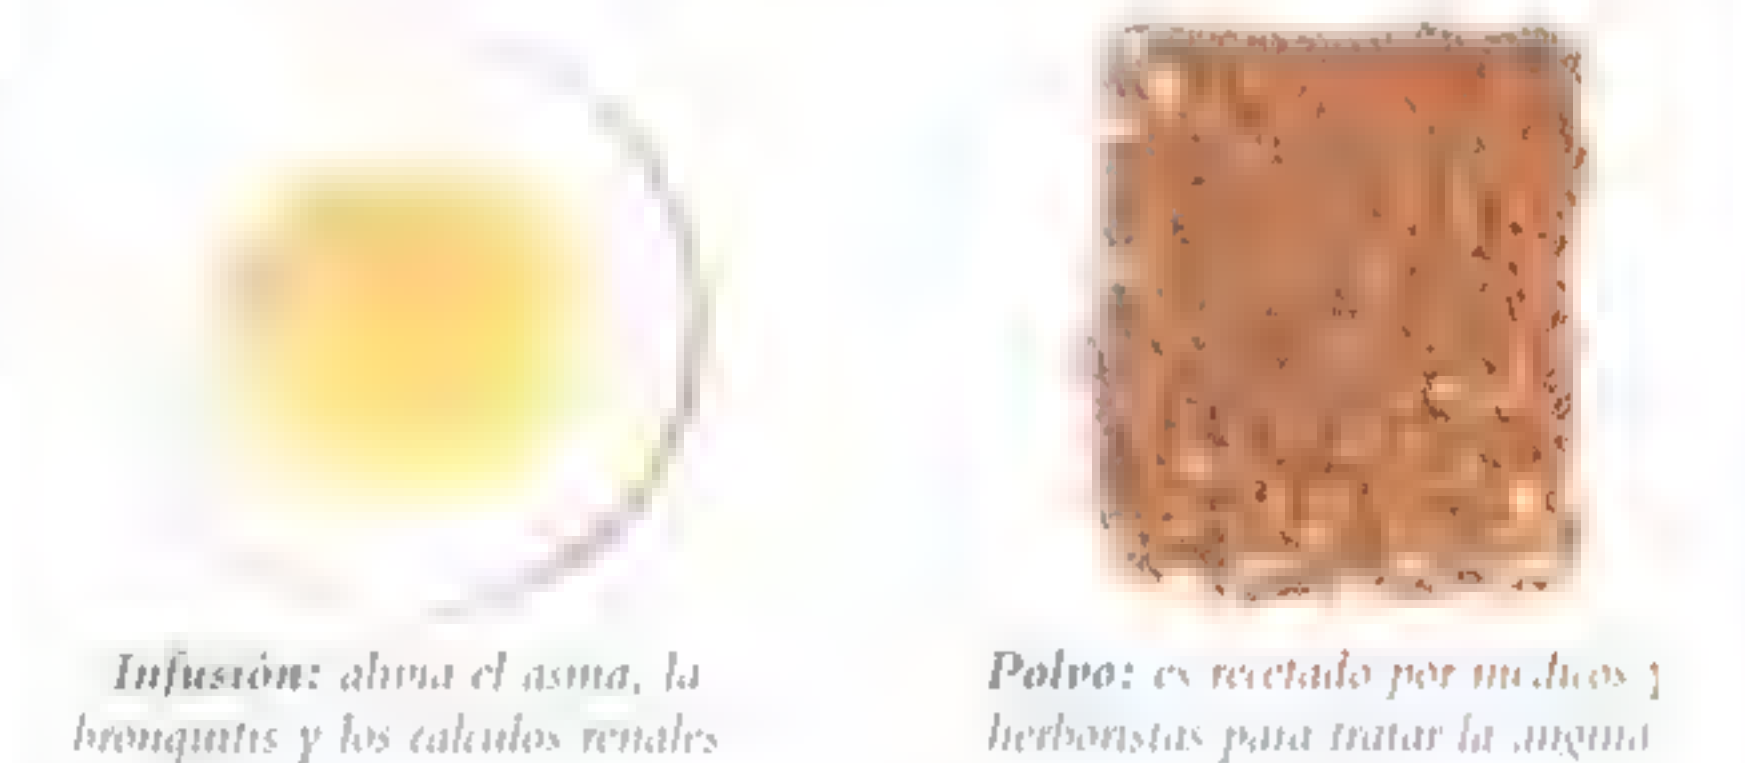 Infusión: alivia el asma, la
bronquitis y los cálculos renales
Polvo: es recetado por médicos y
herboristas para tratar la angina